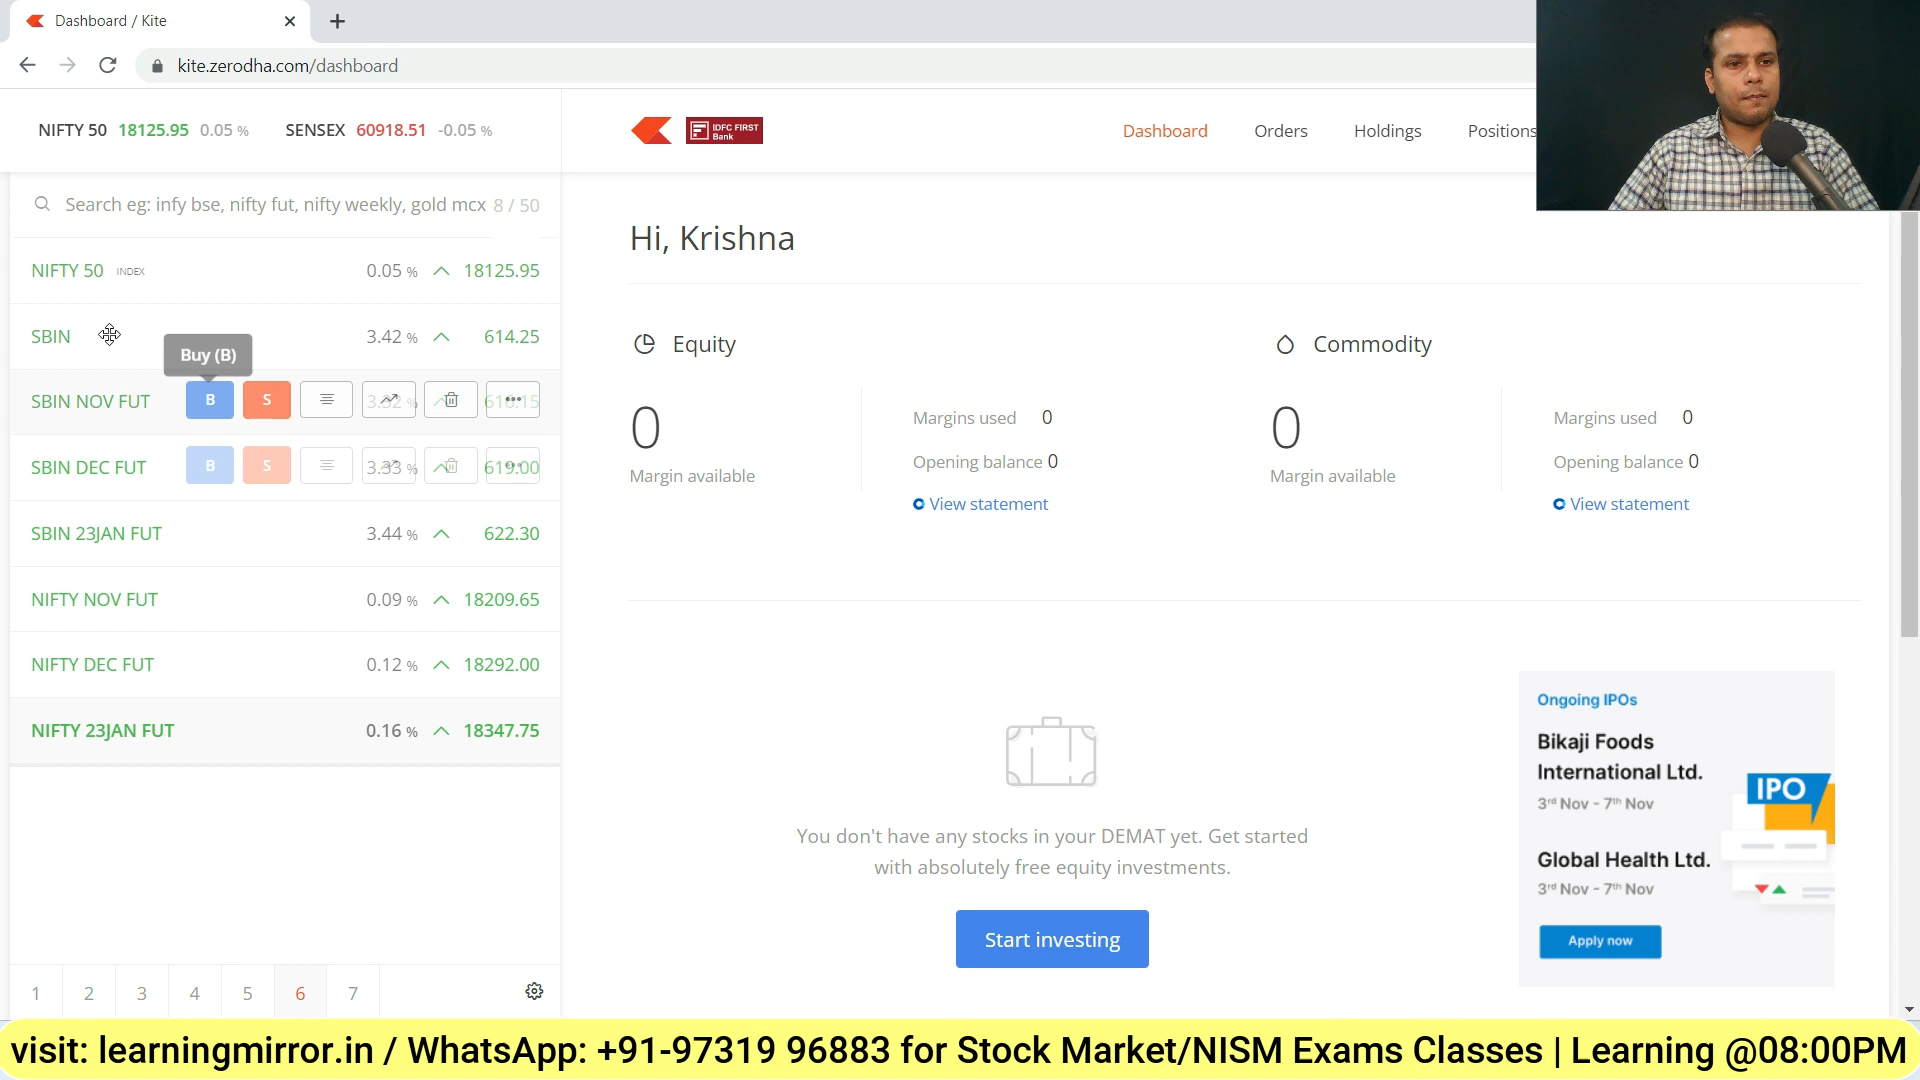 Dashboard / Kite
kite.zerodha.com/dashboard
NIFTY 50 18125.95 0.05 %
SENSEX 60918.51 -0.05 %
IDFC FIRST
Bank
Dashboard
Orders
Holdings
Positions
Search eg: infy bse, nifty fut, nifty weekly, gold mcx 8 / 50
NIFTY 50 INDEX 0.05 % 18125.95
SBIN 3.42 % 614.25
Buy (B)
SBIN NOV FUT B S 3.32 % 616.15
SBIN DEC FUT B S 3.33 % 619.00
SBIN 23JAN FUT 3.44 % 622.30
NIFTY NOV FUT 0.09 % 18209.65
NIFTY DEC FUT 0.12 % 18292.00
NIFTY 23JAN FUT 0.16 % 18347.75
1 2 3 4 5 6 7
Hi, Krishna
Equity
0
Margin available
Margins used 0
Opening balance 0
View statement
Commodity
0
Margin available
Margins used 0
Opening balance 0
View statement
You don't have any stocks in your DEMAT yet. Get started
with absolutely free equity investments.
Start investing
Ongoing IPOs
Bikaji Foods
International Ltd.
3rd Nov - 7th Nov
IPO
Global Health Ltd.
3rd Nov - 7th Nov
Apply now
visit: learningmirror.in / WhatsApp: +91-97319 96883 for Stock Market/NISM Exams Classes | Learning @08:00PM